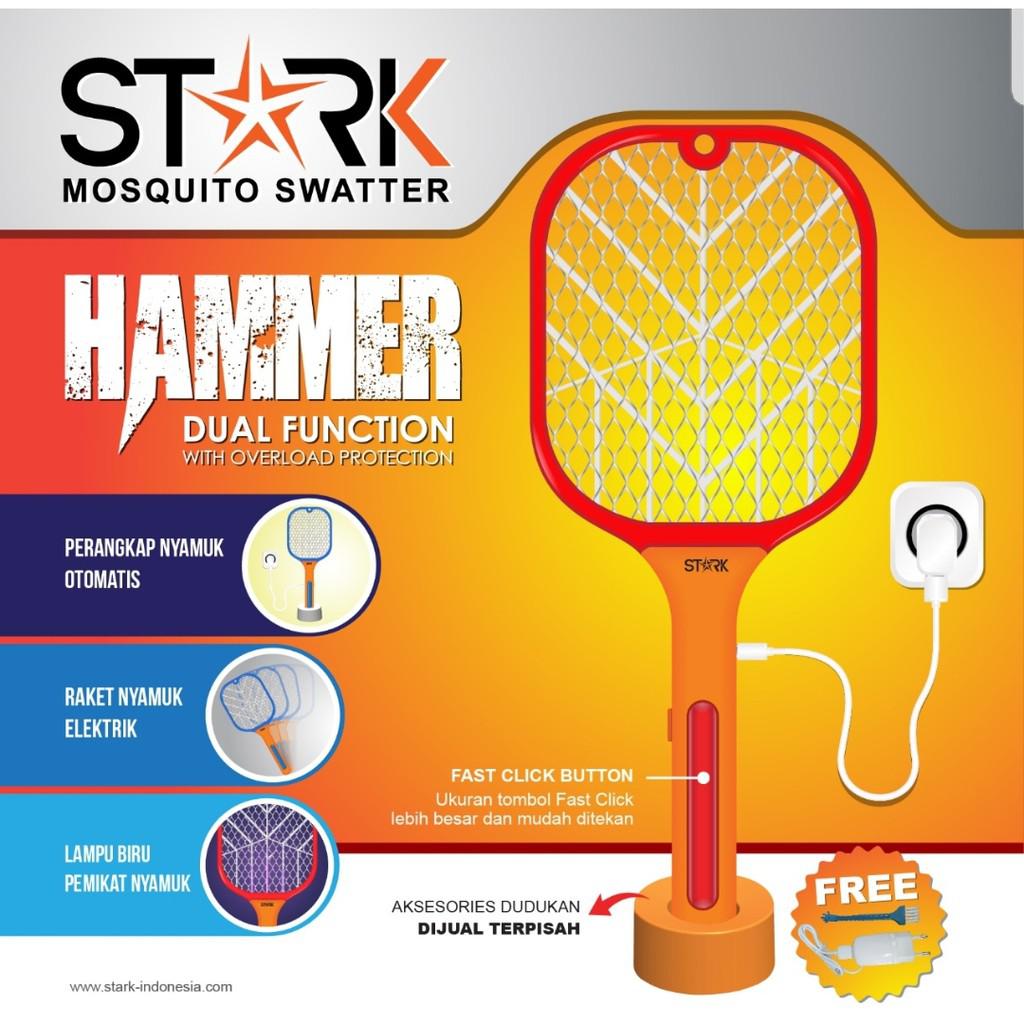 STARK
MOSQUITO SWATTER
HAMMER
DUAL FUNCTION
WITH OVERLOAD PROTECTION
PERANGKAP NYAMUK
OTOMATIS
RAKET NYAMUK
ELEKTRIK
LAMPU BIRU
PEMIKAT NYAMUK
STARK
STARK
FAST CLICK BUTTON
Ukuran tombol Fast Click
lebih besar dan mudah ditekan
AKSESORIES DUDUKAN
DIJUAL TERPISAH
FREE
www.stark-indonesia.com